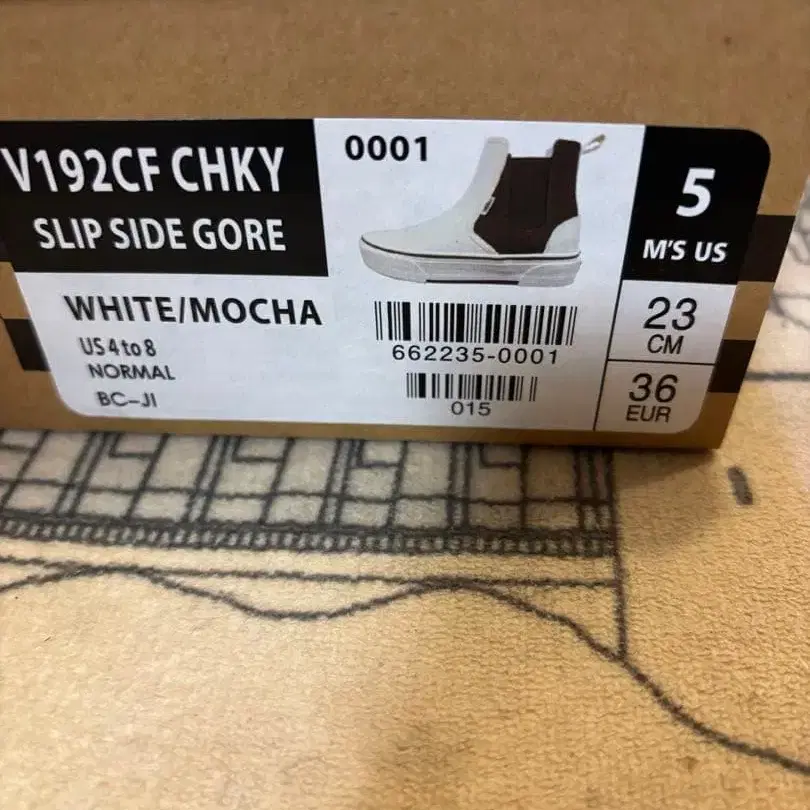 V192CF CHKY
SLIP SIDE GORE
WHITE/MOCHA
US 4 to 8
NORMAL
BC-JI
0001
662235-0001
015
5
M'S US
23
CM
36
EUR